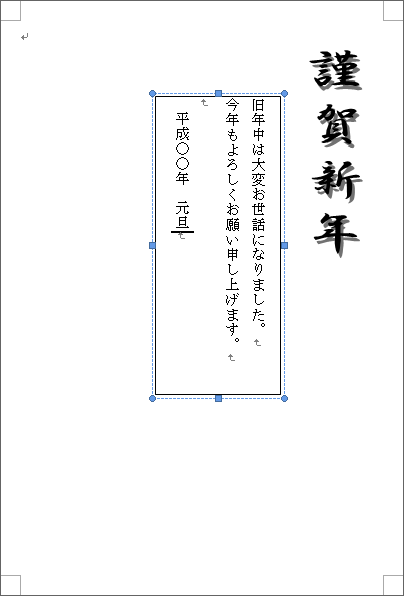 謹賀新年
旧年中は大変お世話になりました。
今年もよろしくお願い申し上げます。
平成〇〇年　元旦